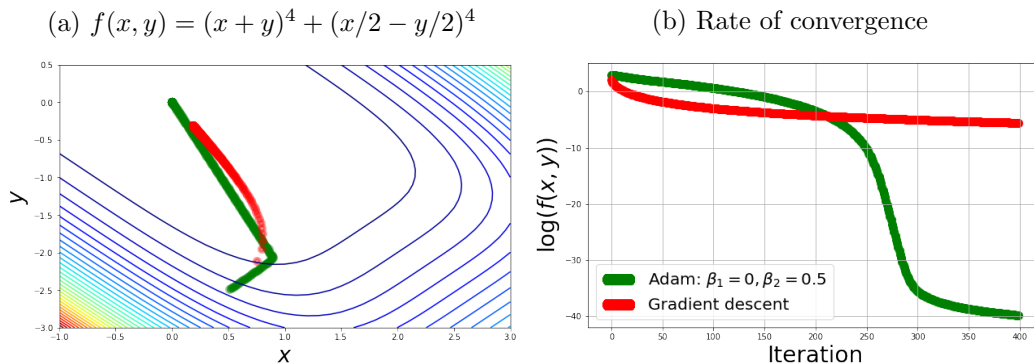 (a) f(x, y) = (x + y)^4 + (x/2 − y/2)^4
0.5
0.0
−0.5
−1.0
−1.5
−2.0
−2.5
−3.0
y
−1.0 −0.5 0.0 0.5 1.0 1.5 2.0 2.5 3.0
x
(b) Rate of convergence
0
−10
−20
−30
−40
log(f(x, y))
Adam: β₁ = 0, β₂ = 0.5
Gradient descent
0 50 100 150 200 250 300 350 400
Iteration